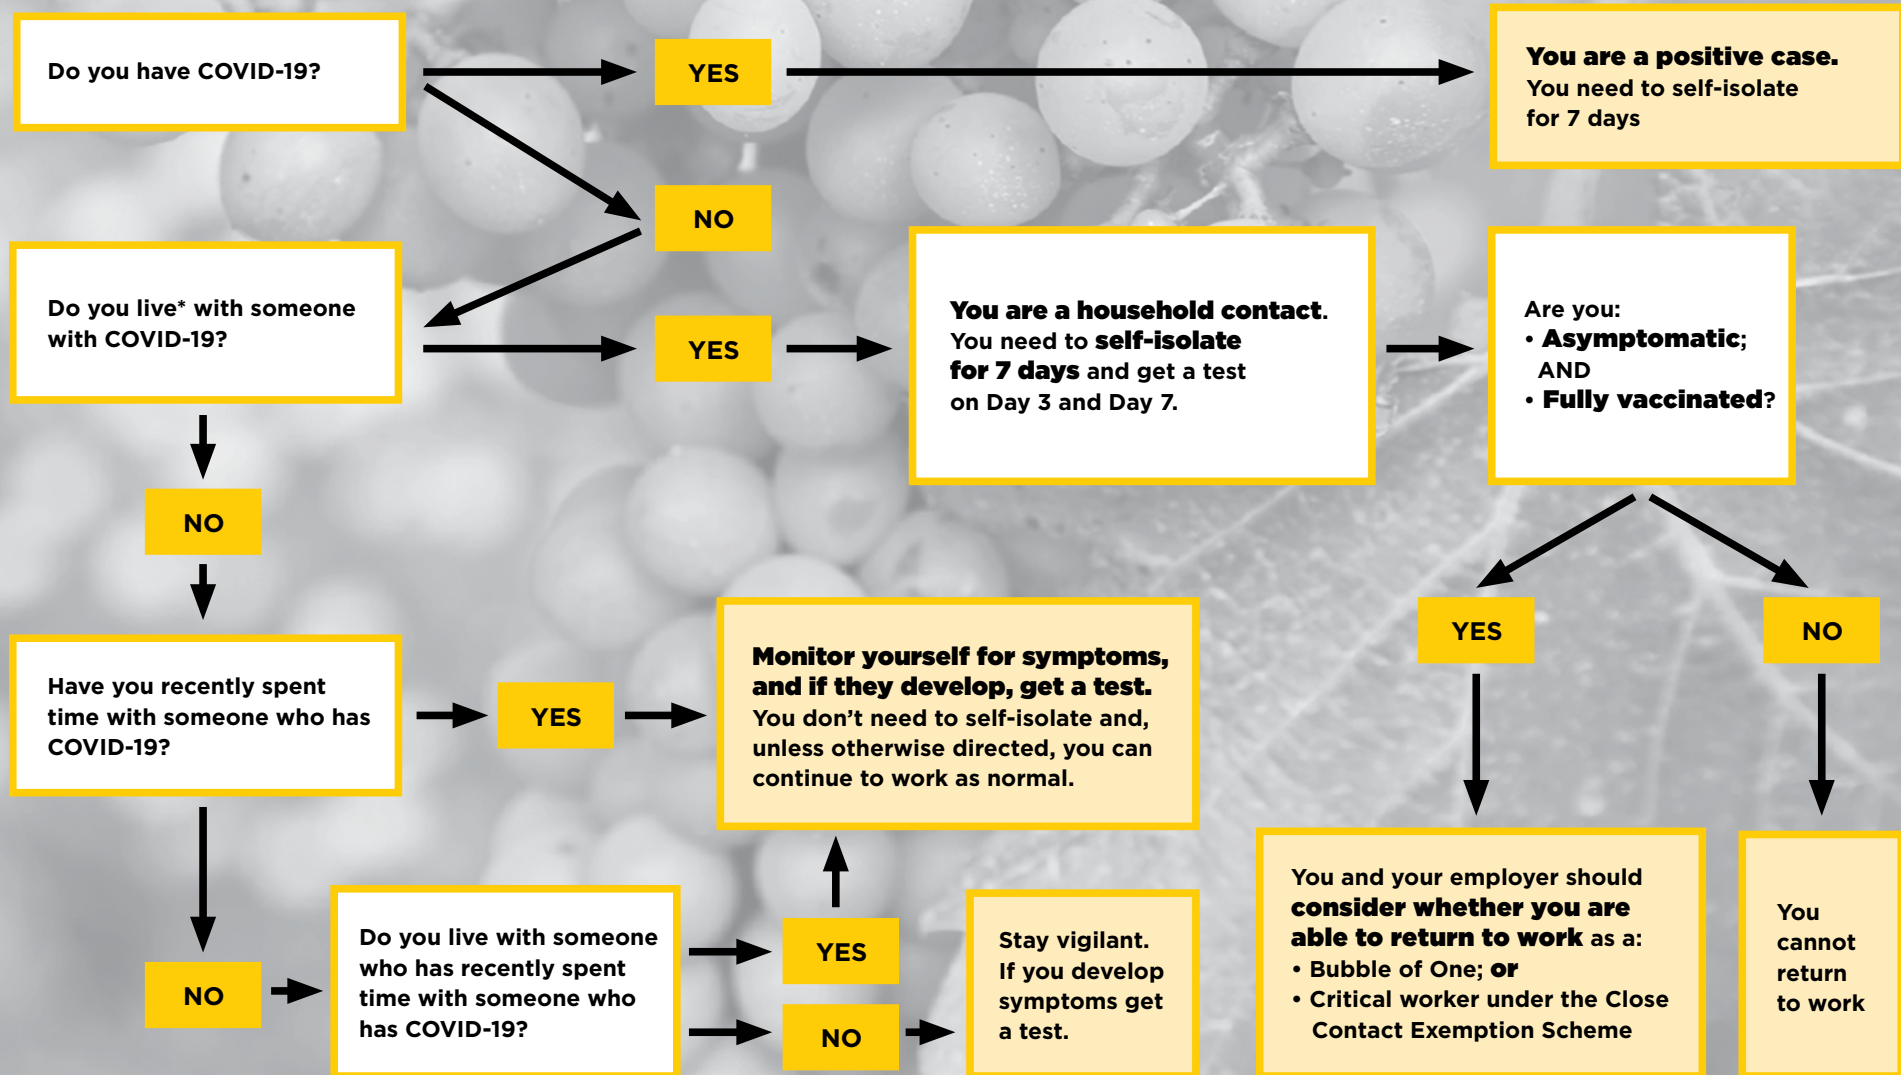 Do you have COVID-19?
YES
You are a positive case.
You need to self-isolate
for 7 days
NO
Do you live* with someone
with COVID-19?
YES
You are a household contact.
You need to self-isolate
for 7 days and get a test
on Day 3 and Day 7.
Are you:
• Asymptomatic;
AND
• Fully vaccinated?
NO
YES
NO
Have you recently spent
time with someone who has
COVID-19?
YES
Monitor yourself for symptoms,
and if they develop, get a test.
You don’t need to self-isolate and,
unless otherwise directed, you can
continue to work as normal.
NO
Do you live with someone
who has recently spent
time with someone who
has COVID-19?
YES
NO
Stay vigilant.
If you develop
symptoms get
a test.
You and your employer should
consider whether you are
able to return to work as a:
• Bubble of One; or
• Critical worker under the Close
Contact Exemption Scheme
You
cannot
return
to work